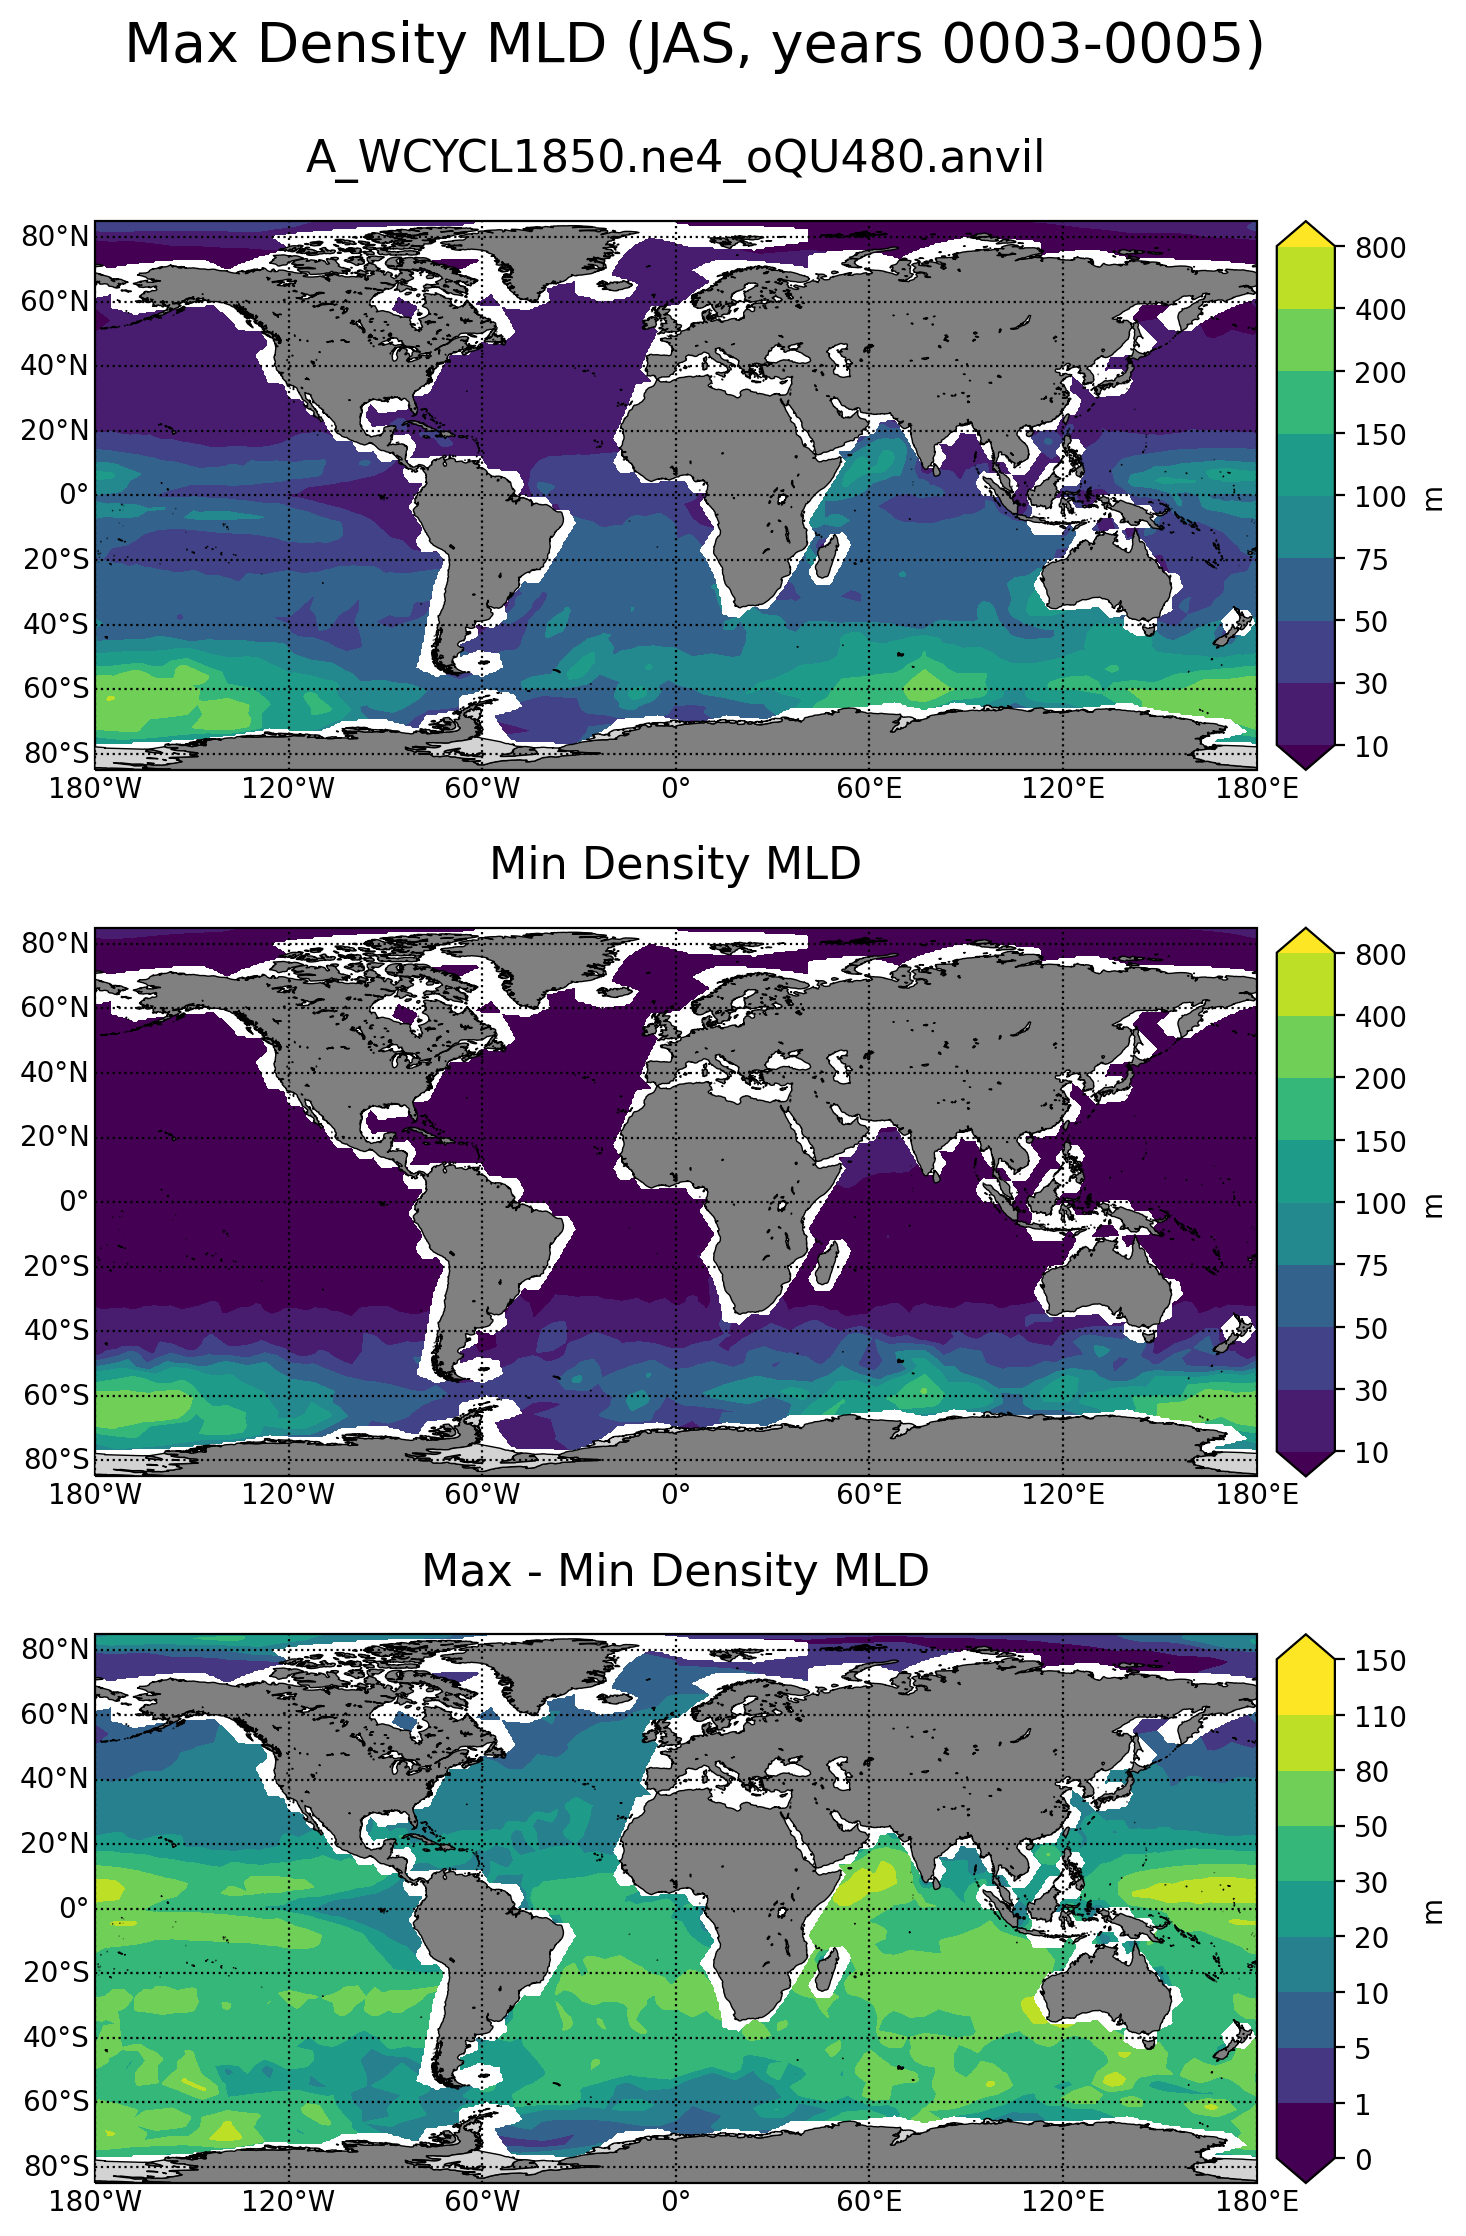 Max Density MLD (JAS, years 0003-0005)
A_WCYCL1850.ne4_oQU480.anvil
80°N
60°N
40°N
20°N
0°
20°S
40°S
60°S
80°S
180°W 120°W 60°W 0° 60°E 120°E 180°E
800
400
200
150
100
75
50
30
10
m
Min Density MLD
80°N
60°N
40°N
20°N
0°
20°S
40°S
60°S
80°S
180°W 120°W 60°W 0° 60°E 120°E 180°E
800
400
200
150
100
75
50
30
10
m
Max - Min Density MLD
80°N
60°N
40°N
20°N
0°
20°S
40°S
60°S
80°S
180°W 120°W 60°W 0° 60°E 120°E 180°E
150
110
80
50
30
20
10
5
1
0
m